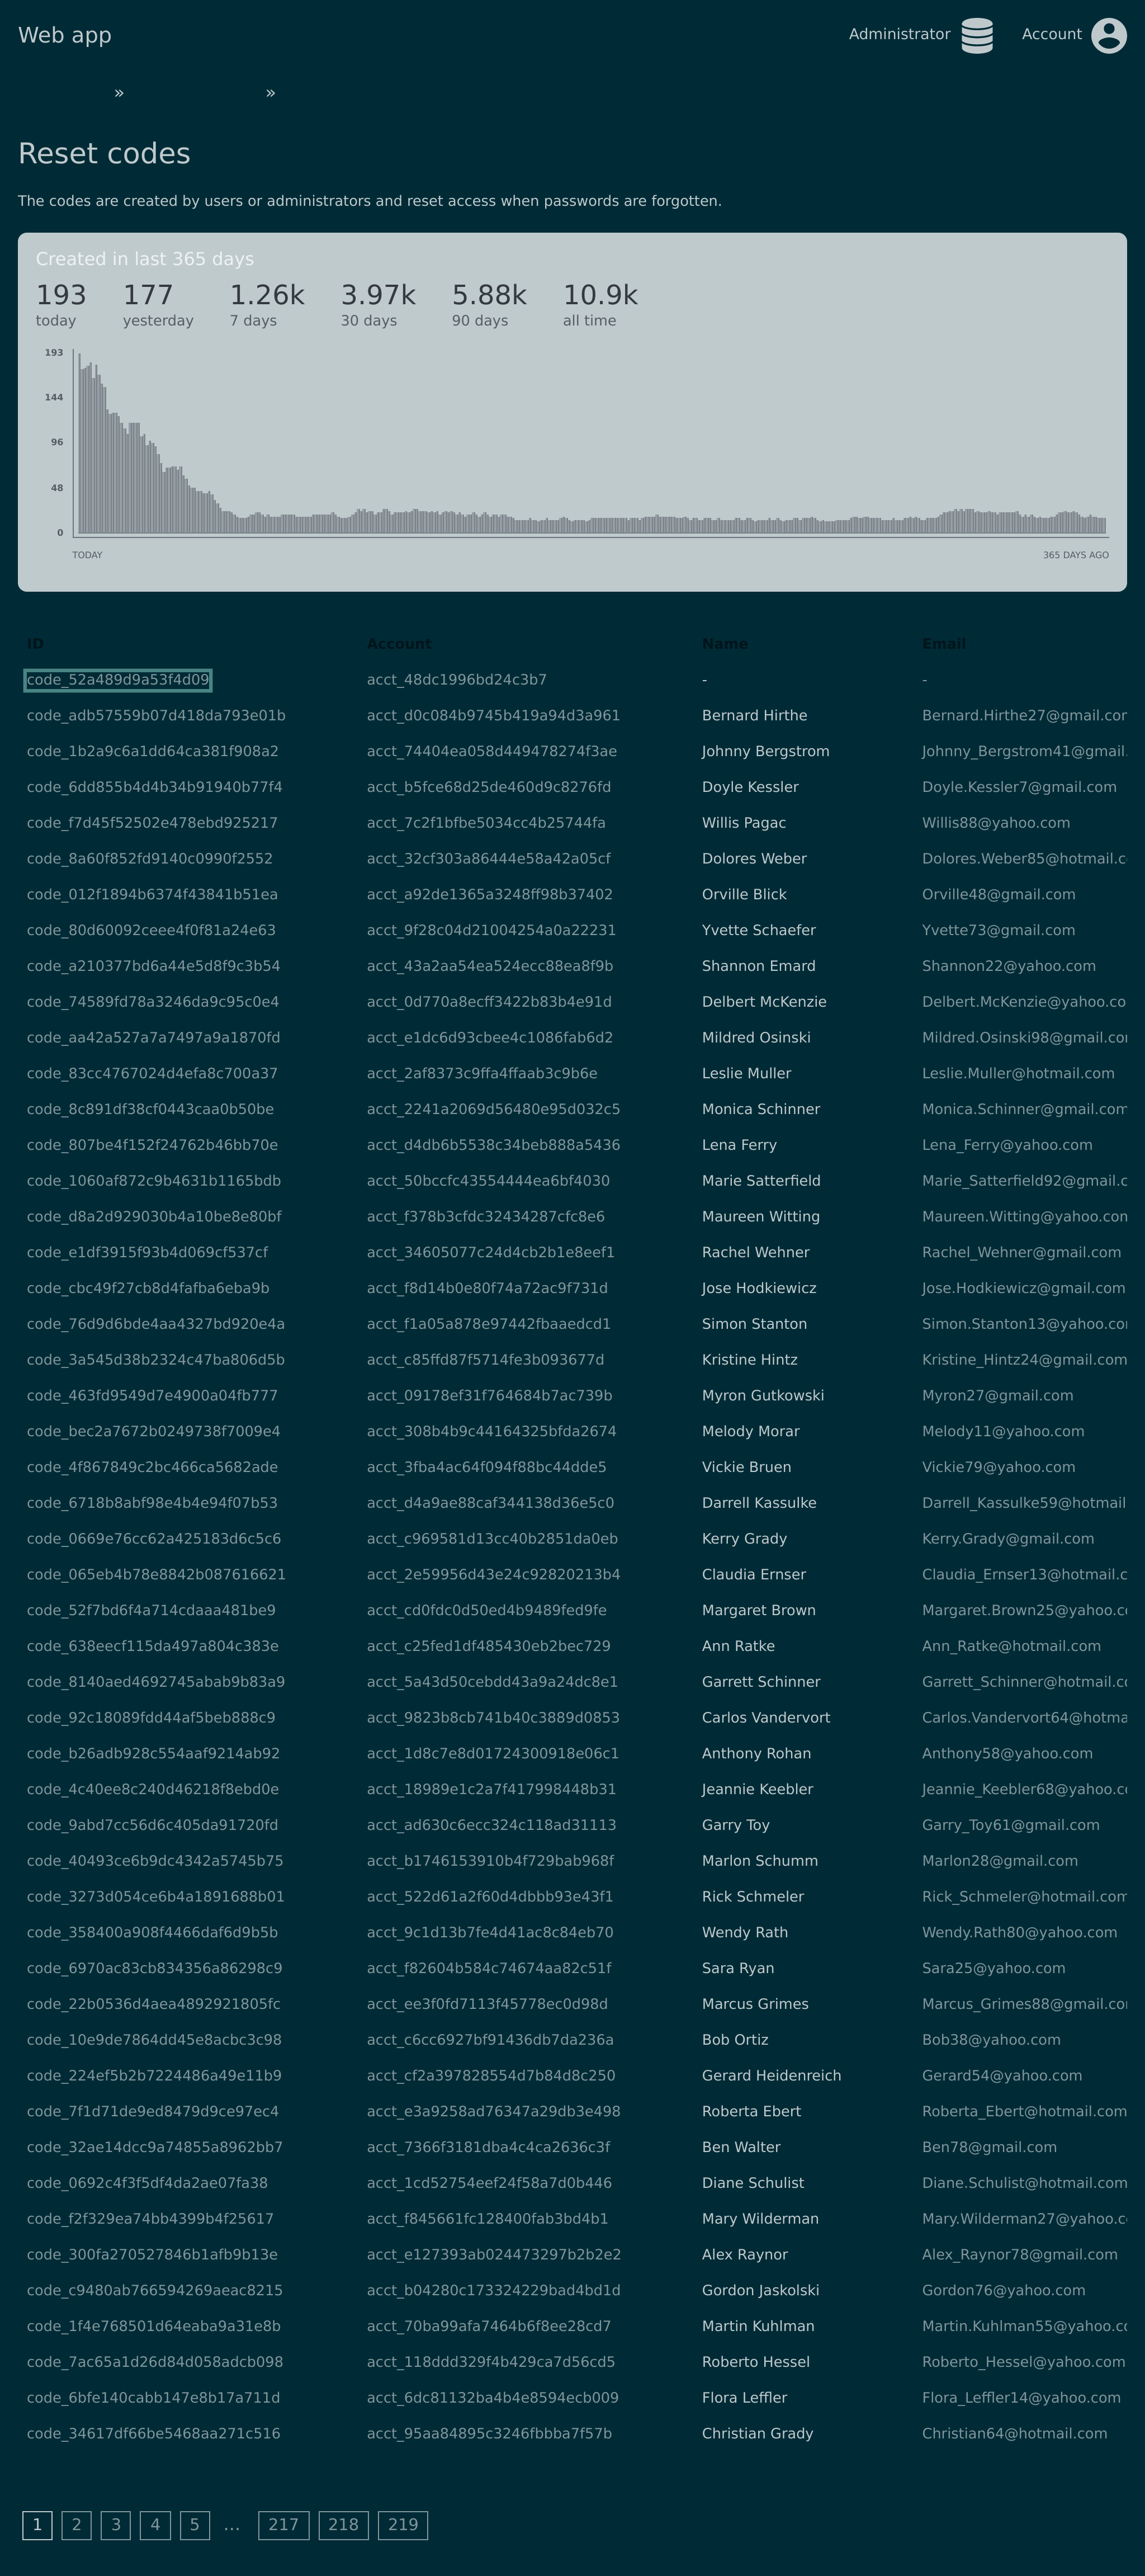 Web app
Administrator
Account
» »
Reset codes
The codes are created by users or administrators and reset access when passwords are forgotten.
Created in last 365 days
193 177 1.26k 3.97k 5.88k 10.9k
today yesterday 7 days 30 days 90 days all time
193
144
96
48
0
TODAY 365 DAYS AGO
ID Account Name Email
code_52a489d9a53f4d09 acct_48dc1996bd24c3b7 - -
code_adb57559b07d418da793e01b acct_d0c084b9745b419a94d3a961 Bernard Hirthe Bernard.Hirthe27@gmail.com
code_1b2a9c6a1dd64ca381f908a2 acct_74404ea058d449478274f3ae Johnny Bergstrom Johnny_Bergstrom41@gmail.
code_6dd855b4d4b34b91940b77f4 acct_b5fce68d25de460d9c8276fd Doyle Kessler Doyle.Kessler7@gmail.com
code_f7d45f52502e478ebd925217 acct_7c2f1bfbe5034cc4b25744fa Willis Pagac Willis88@yahoo.com
code_8a60f852fd9140c0990f2552 acct_32cf303a86444e58a42a05cf Dolores Weber Dolores.Weber85@hotmail.c
code_012f1894b6374f43841b51ea acct_a92de1365a3248ff98b37402 Orville Blick Orville48@gmail.com
code_80d60092ceee4f0f81a24e63 acct_9f28c04d21004254a0a22231 Yvette Schaefer Yvette73@gmail.com
code_a210377bd6a44e5d8f9c3b54 acct_43a2aa54ea524ecc88ea8f9b Shannon Emard Shannon22@yahoo.com
code_74589fd78a3246da9c95c0e4 acct_0d770a8ecff3422b83b4e91d Delbert McKenzie Delbert.McKenzie@yahoo.co
code_aa42a527a7a7497a9a1870fd acct_e1dc6d93cbee4c1086fab6d2 Mildred Osinski Mildred.Osinski98@gmail.com
code_83cc4767024d4efa8c700a37 acct_2af8373c9ffa4ffaab3c9b6e Leslie Muller Leslie.Muller@hotmail.com
code_8c891df38cf0443caa0b50be acct_2241a2069d56480e95d032c5 Monica Schinner Monica.Schinner@gmail.com
code_807be4f152f24762b46bb70e acct_d4db6b5538c34beb888a5436 Lena Ferry Lena_Ferry@yahoo.com
code_1060af872c9b4631b1165bdb acct_50bccfc43554444ea6bf4030 Marie Satterfield Marie_Satterfield92@gmail.c
code_d8a2d929030b4a10be8e80bf acct_f378b3cfdc32434287cfc8e6 Maureen Witting Maureen.Witting@yahoo.com
code_e1df3915f93b4d069cf537cf acct_34605077c24d4cb2b1e8eef1 Rachel Wehner Rachel_Wehner@gmail.com
code_cbc49f27cb8d4fafba6eba9b acct_f8d14b0e80f74a72ac9f731d Jose Hodkiewicz Jose.Hodkiewicz@gmail.com
code_76d9d6bde4aa4327bd920e4a acct_f1a05a878e97442fbaaedcd1 Simon Stanton Simon.Stanton13@yahoo.com
code_3a545d38b2324c47ba806d5b acct_c85ffd87f5714fe3b093677d Kristine Hintz Kristine_Hintz24@gmail.com
code_463fd9549d7e4900a04fb777 acct_09178ef31f764684b7ac739b Myron Gutkowski Myron27@gmail.com
code_bec2a7672b0249738f7009e4 acct_308b4b9c44164325bfda2674 Melody Morar Melody11@yahoo.com
code_4f867849c2bc466ca5682ade acct_3fba4ac64f094f88bc44dde5 Vickie Bruen Vickie79@yahoo.com
code_6718b8abf98e4b4e94f07b53 acct_d4a9ae88caf344138d36e5c0 Darrell Kassulke Darrell_Kassulke59@hotmail
code_0669e76cc62a425183d6c5c6 acct_c969581d13cc40b2851da0eb Kerry Grady Kerry.Grady@gmail.com
code_065eb4b78e8842b087616621 acct_2e59956d43e24c92820213b4 Claudia Ernser Claudia_Ernser13@hotmail.c
code_52f7bd6f4a714cdaaa481be9 acct_cd0fdc0d50ed4b9489fed9fe Margaret Brown Margaret.Brown25@yahoo.co
code_638eecf115da497a804c383e acct_c25fed1df485430eb2bec729 Ann Ratke Ann_Ratke@hotmail.com
code_8140aed4692745abab9b83a9 acct_5a43d50cebdd43a9a24dc8e1 Garrett Schinner Garrett_Schinner@hotmail.co
code_92c18089fdd44af5beb888c9 acct_9823b8cb741b40c3889d0853 Carlos Vandervort Carlos.Vandervort64@hotma
code_b26adb928c554aaf9214ab92 acct_1d8c7e8d01724300918e06c1 Anthony Rohan Anthony58@yahoo.com
code_4c40ee8c240d46218f8ebd0e acct_18989e1c2a7f417998448b31 Jeannie Keebler Jeannie_Keebler68@yahoo.co
code_9abd7cc56d6c405da91720fd acct_ad630c6ecc324c118ad31113 Garry Toy Garry_Toy61@gmail.com
code_40493ce6b9dc4342a5745b75 acct_b1746153910b4f729bab968f Marlon Schumm Marlon28@gmail.com
code_3273d054ce6b4a1891688b01 acct_522d61a2f60d4dbbb93e43f1 Rick Schmeler Rick_Schmeler@hotmail.com
code_358400a908f4466daf6d9b5b acct_9c1d13b7fe4d41ac8c84eb70 Wendy Rath Wendy.Rath80@yahoo.com
code_6970ac83cb834356a86298c9 acct_f82604b584c74674aa82c51f Sara Ryan Sara25@yahoo.com
code_22b0536d4aea4892921805fc acct_ee3f0fd7113f45778ec0d98d Marcus Grimes Marcus_Grimes88@gmail.com
code_10e9de7864dd45e8acbc3c98 acct_c6cc6927bf91436db7da236a Bob Ortiz Bob38@yahoo.com
code_224ef5b2b7224486a49e11b9 acct_cf2a397828554d7b84d8c250 Gerard Heidenreich Gerard54@yahoo.com
code_7f1d71de9ed8479d9ce97ec4 acct_e3a9258ad76347a29db3e498 Roberta Ebert Roberta_Ebert@hotmail.com
code_32ae14dcc9a74855a8962bb7 acct_7366f3181dba4c4ca2636c3f Ben Walter Ben78@gmail.com
code_0692c4f3f5df4da2ae07fa38 acct_1cd52754eef24f58a7d0b446 Diane Schulist Diane.Schulist@hotmail.com
code_f2f329ea74bb4399b4f25617 acct_f845661fc128400fab3bd4b1 Mary Wilderman Mary.Wilderman27@yahoo.c
code_300fa270527846b1afb9b13e acct_e127393ab024473297b2b2e2 Alex Raynor Alex_Raynor78@gmail.com
code_c9480ab766594269aeac8215 acct_b04280c173324229bad4bd1d Gordon Jaskolski Gordon76@yahoo.com
code_1f4e768501d64eaba9a31e8b acct_70ba99afa7464b6f8ee28cd7 Martin Kuhlman Martin.Kuhlman55@yahoo.co
code_7ac65a1d26d84d058adcb098 acct_118ddd329f4b429ca7d56cd5 Roberto Hessel Roberto_Hessel@yahoo.com
code_6bfe140cabb147e8b17a711d acct_6dc81132ba4b4e8594ecb009 Flora Leffler Flora_Leffler14@yahoo.com
code_34617df66be5468aa271c516 acct_95aa84895c3246fbbba7f57b Christian Grady Christian64@hotmail.com
1 2 3 4 5 … 217 218 219